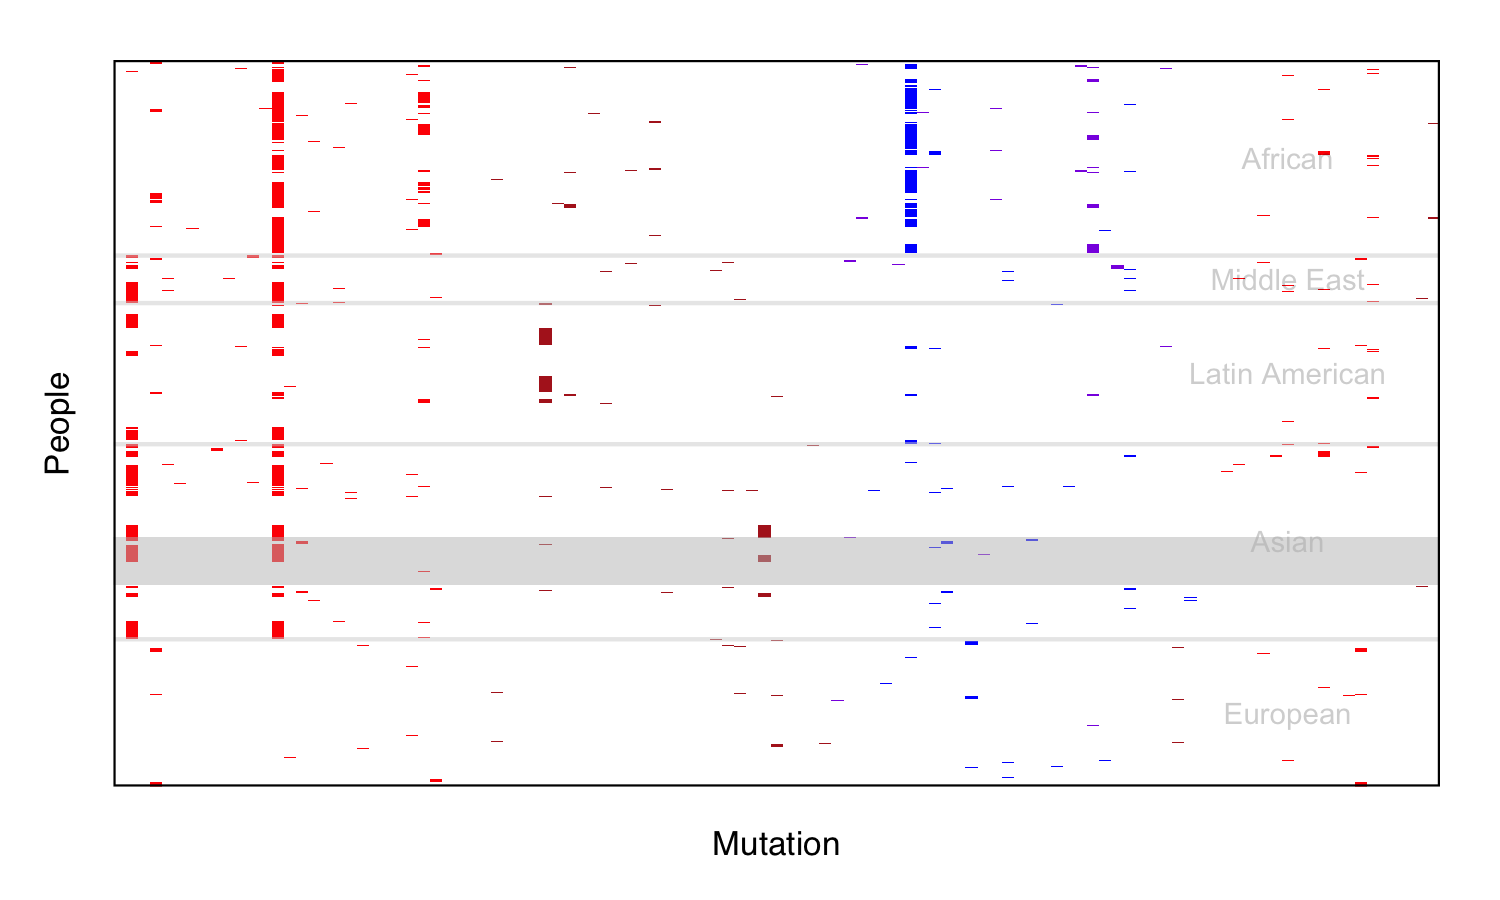 African
Middle East
Latin American
People
Asian
European
Mutation